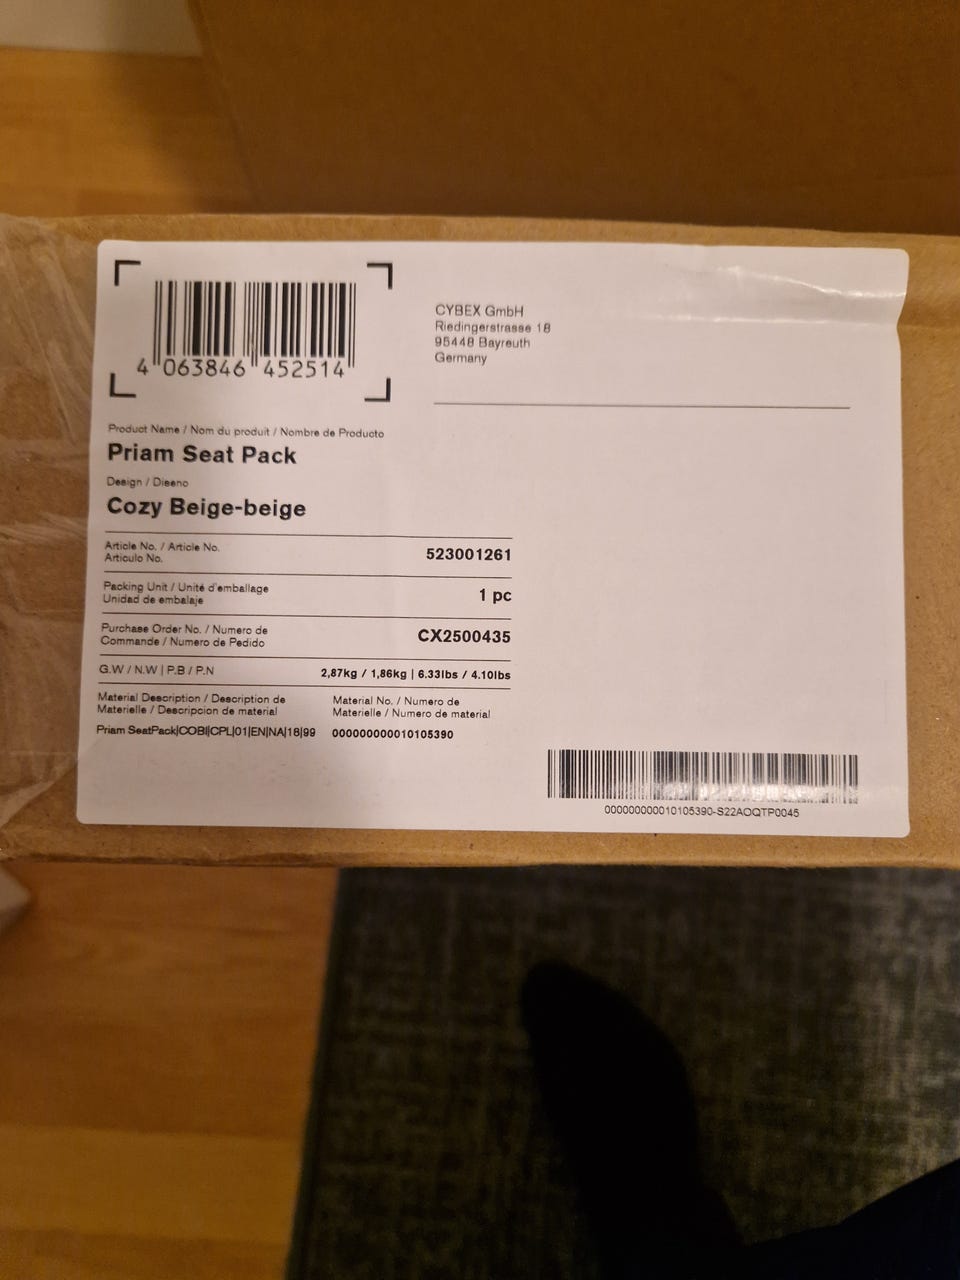 4 063846 452514
CYBEX GmbH
Riedingerstrasse 18
95448 Bayreuth
Germany
Product Name / Nom du produit / Nombre de Producto
Priam Seat Pack
Design / Diseno
Cozy Beige-beige
Article No. / Article No.
Articulo No.
523001261
Packing Unit / Unité d'emballage
Unidad de embalaje
1 pc
Purchase Order No. / Numero de
Commande / Numero de Pedido
CX2500435
G.W / N.W | P.B / P.N
2,87kg / 1,86kg | 6.33lbs / 4.10lbs
Material Description / Description de
Materielle / Descripcion de material
Priam SeatPack|COBI|CPL|01|EN|NA|18|99
Material No. / Numero de
Materielle / Numero de material
000000000010105390
000000000010105390-S22AOQTP0045